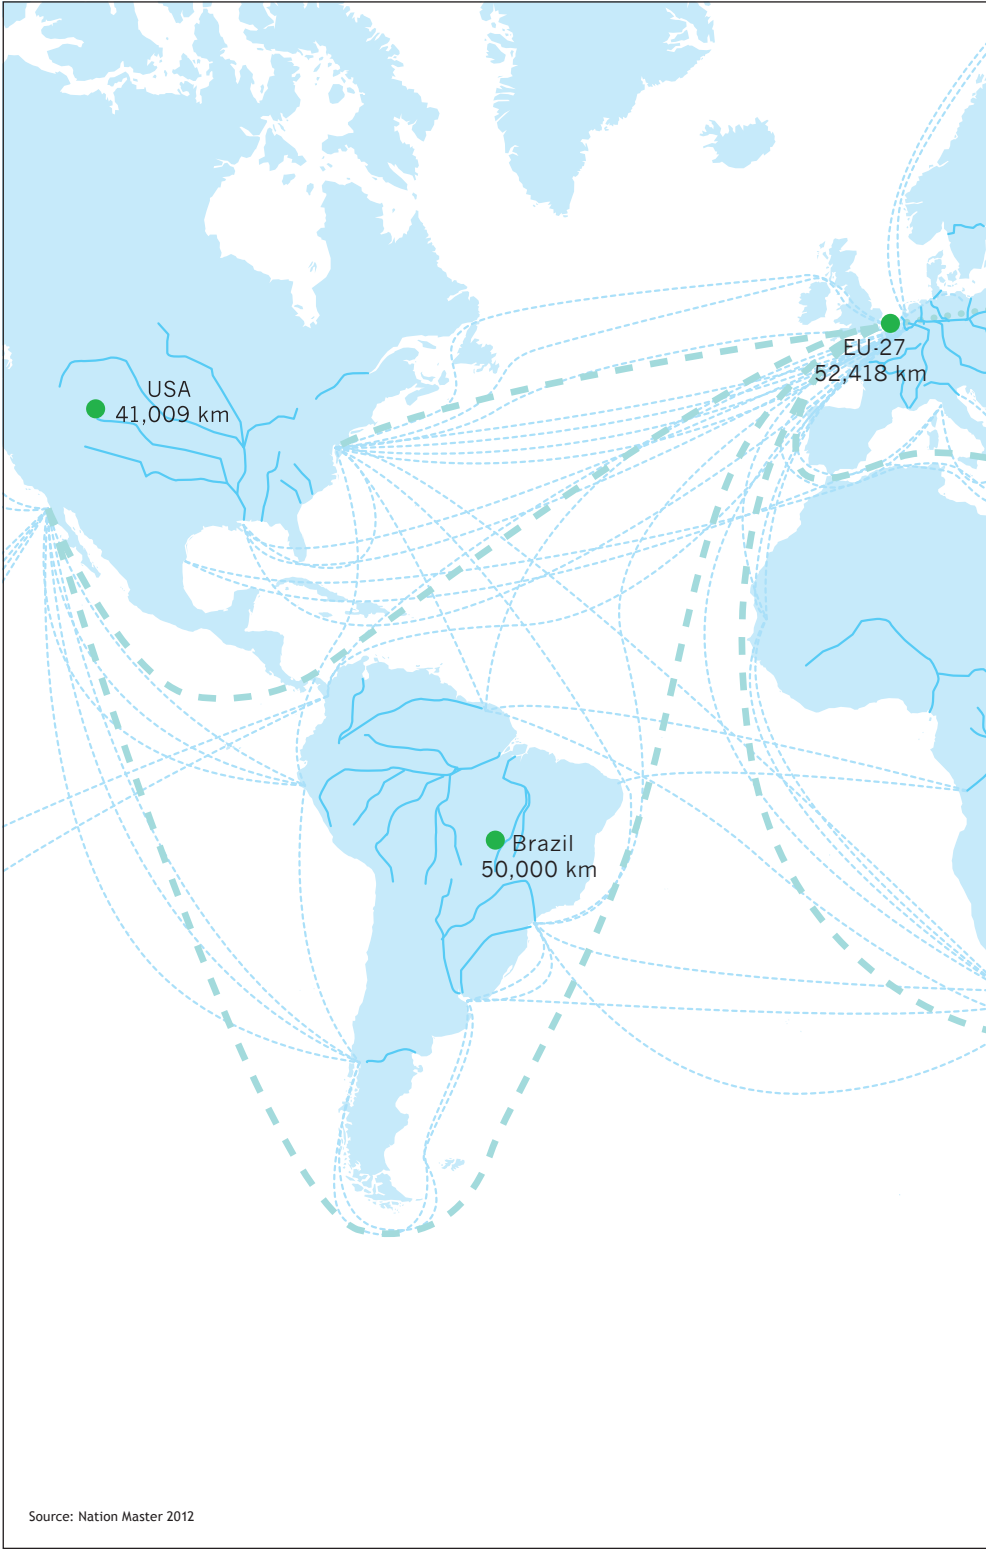 EU-27
52,418 km
USA
41,009 km
Brazil
50,000 km
Source: Nation Master 2012